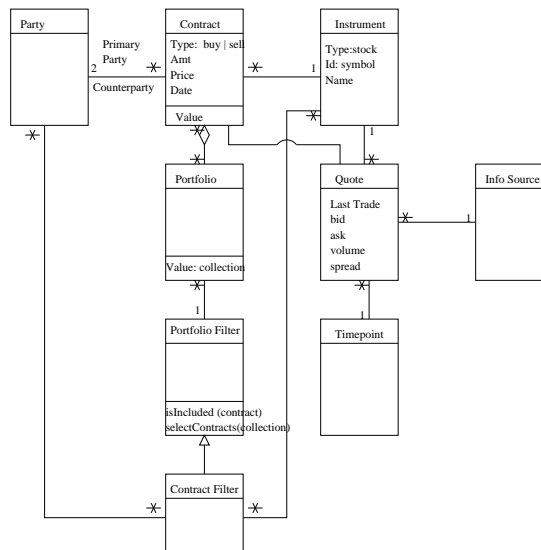 Party
Contract
Instrument
Primary
Party
2
*
Counterparty
*
Type: buy | sell
Amt
Price
Date
Value
*
1
Type:stock
Id: symbol
Name
*
1
*
*
*
Portfolio
Quote
Info Source
Last Trade
bid
ask
volume
spread
*
1
Value: collection
*
1
*
1
Portfolio Filter
Timepoint
isIncluded (contract)
selectContracts(collection)
Contract Filter
*
*